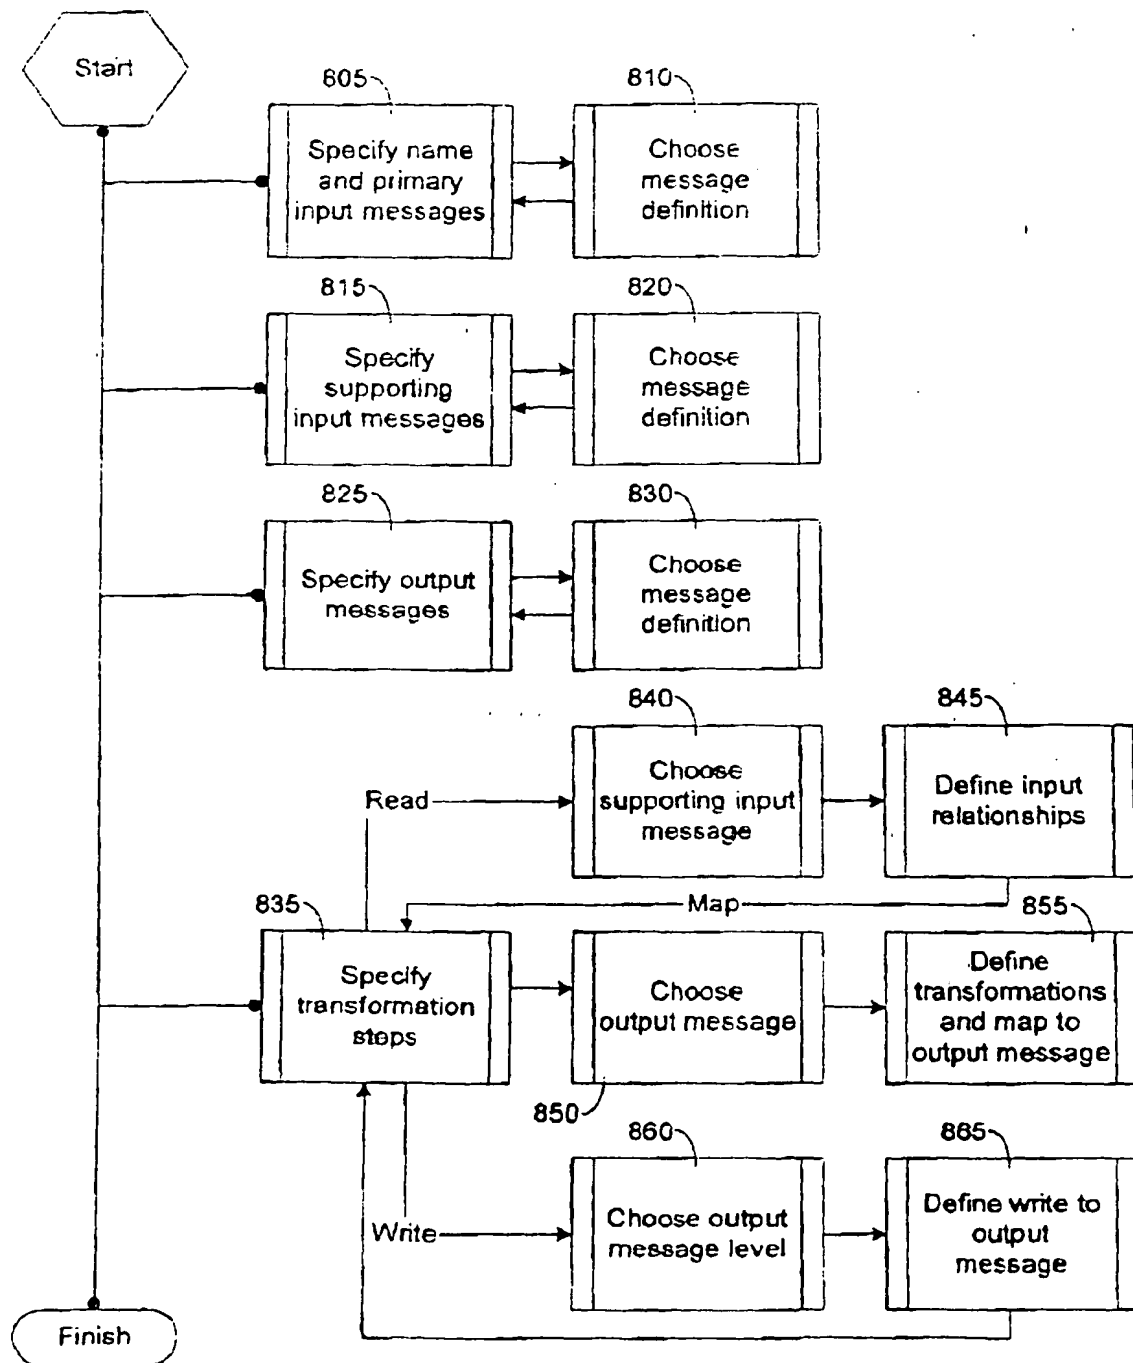 Start
805
810
Specify name
and primary
input messages
Choose
message
definition
815
820
Specify
supporting
input messages
Choose
message
definition
825
830
Specify output
messages
Choose
message
definition
840
845
Read
Choose
supporting input
message
Define input
relationships
Map
835
855
Specify
transformation
steps
Choose
output message
Define
transformations
and map to
output message
850
860
865
Write
Choose output
message level
Define write to
output
message
Finish